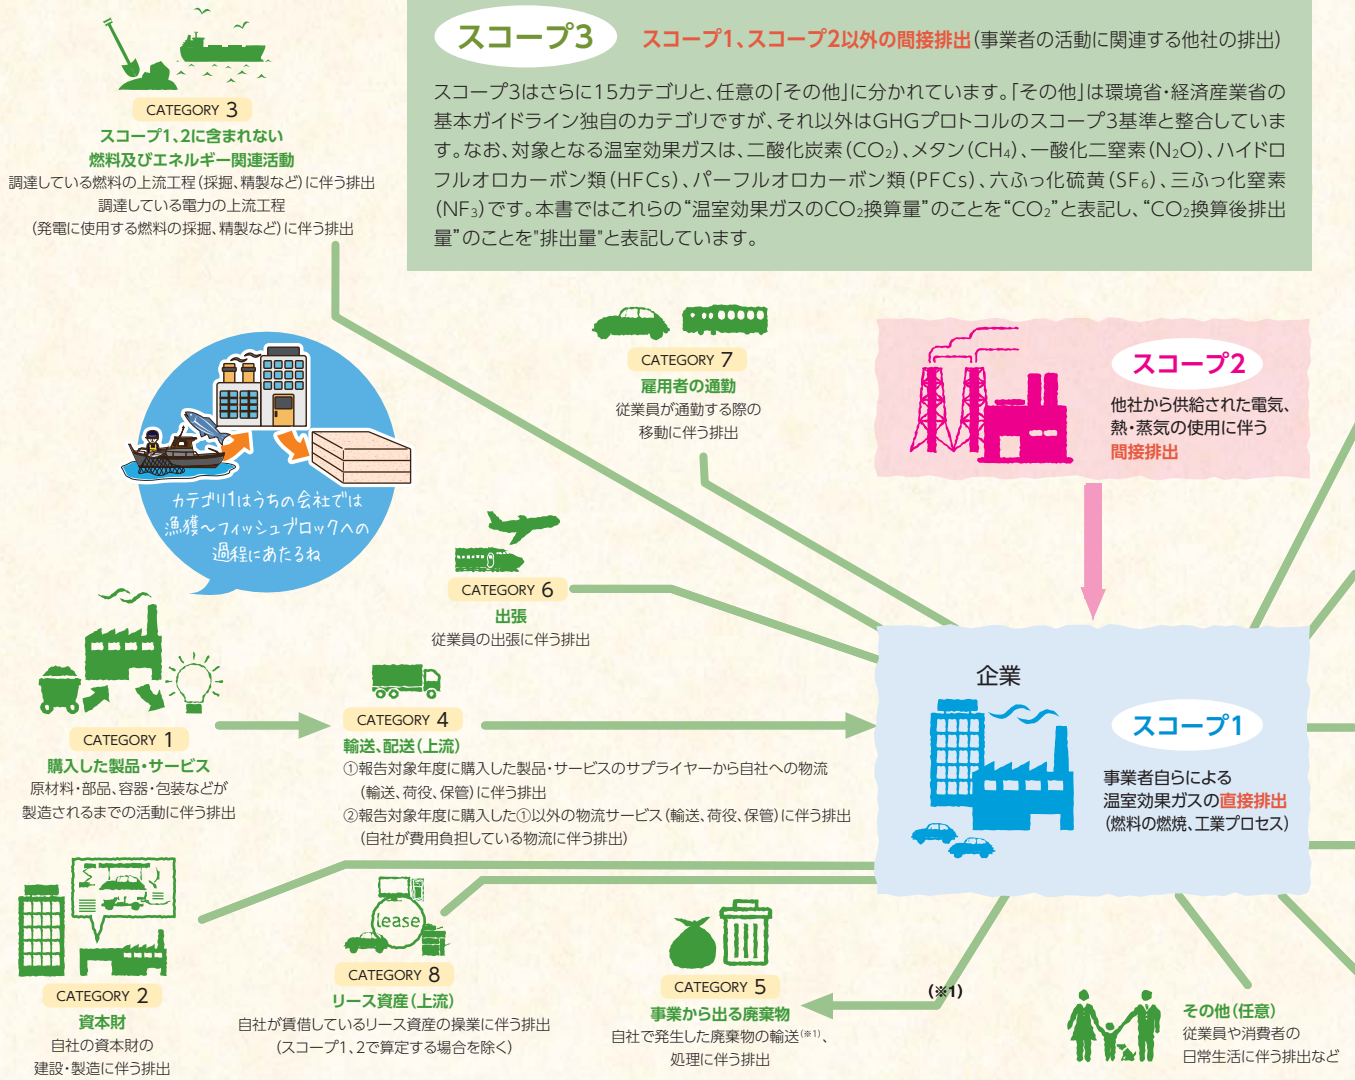 スコープ3
スコープ1、スコープ2以外の間接排出(事業者の活動に関連する他社の排出)
スコープ3はさらに15カテゴリと、任意の「その他」に分かれています。「その他」は環境省・経済産業省の
基本ガイドライン独自のカテゴリですが、それ以外はGHGプロトコルのスコープ3基準と整合していま
す。なお、対象となる温室効果ガスは、二酸化炭素(CO₂)、メタン(CH₄)、一酸化二窒素(N₂O)、ハイドロ
フルオロカーボン類(HFCs)、パーフルオロカーボン類(PFCs)、六ふっ化硫黄(SF₆)、三ふっ化窒素
(NF₃)です。本書ではこれらの“温室効果ガスのCO₂換算量”のことを“CO₂”と表記し、“CO₂換算後排出
量”のことを"排出量"と表記しています。
CATEGORY 3
スコープ1、2に含まれない
燃料及びエネルギー関連活動
調達している燃料の上流工程(採掘、精製など)に伴う排出
調達している電力の上流工程
(発電に使用する燃料の採掘、精製など)に伴う排出
CATEGORY 7
雇用者の通勤
従業員が通勤する際の
移動に伴う排出
スコープ2
他社から供給された電気、
熱・蒸気の使用に伴う
間接排出
カテゴリ1はうちの会社では
漁獲～フィッシュブロックへの
過程にあたるね
CATEGORY 6
出張
従業員の出張に伴う排出
CATEGORY 1
購入した製品・サービス
原材料・部品、容器・包装などが
製造されるまでの活動に伴う排出
CATEGORY 4
輸送、配送(上流)
①報告対象年度に購入した製品・サービスのサプライヤーから自社への物流
(輸送、荷役、保管)に伴う排出
②報告対象年度に購入した①以外の物流サービス(輸送、荷役、保管)に伴う排出
(自社が費用負担している物流に伴う排出)
企業
スコープ1
事業者自らによる
温室効果ガスの直接排出
(燃料の燃焼、工業プロセス)
CATEGORY 2
資本財
自社の資本財の
建設・製造に伴う排出
lease
CATEGORY 8
リース資産(上流)
自社が賃借しているリース資産の操業に伴う排出
(スコープ1、2で算定する場合を除く)
CATEGORY 5
事業から出る廃棄物
自社で発生した廃棄物の輸送(※1)、
処理に伴う排出
(※1)
その他(任意)
従業員や消費者の
日常生活に伴う排出など